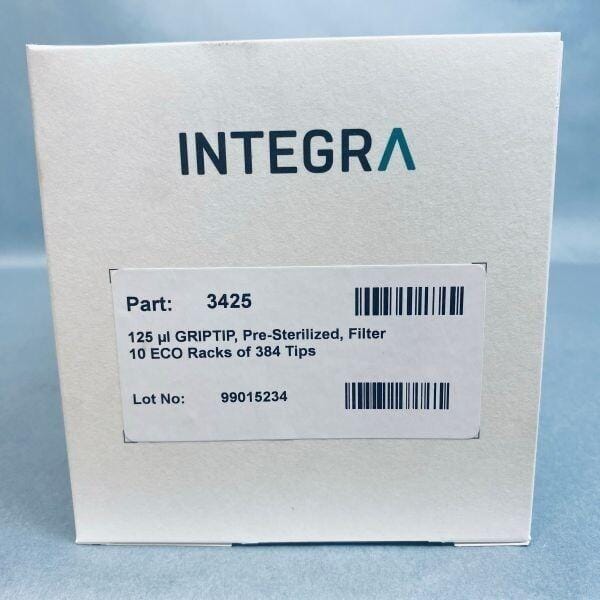 INTEGRA
Part: 3425
125 µl GRIPTIP, Pre-Sterilized, Filter
10 ECO Racks of 384 Tips
Lot No: 99015234